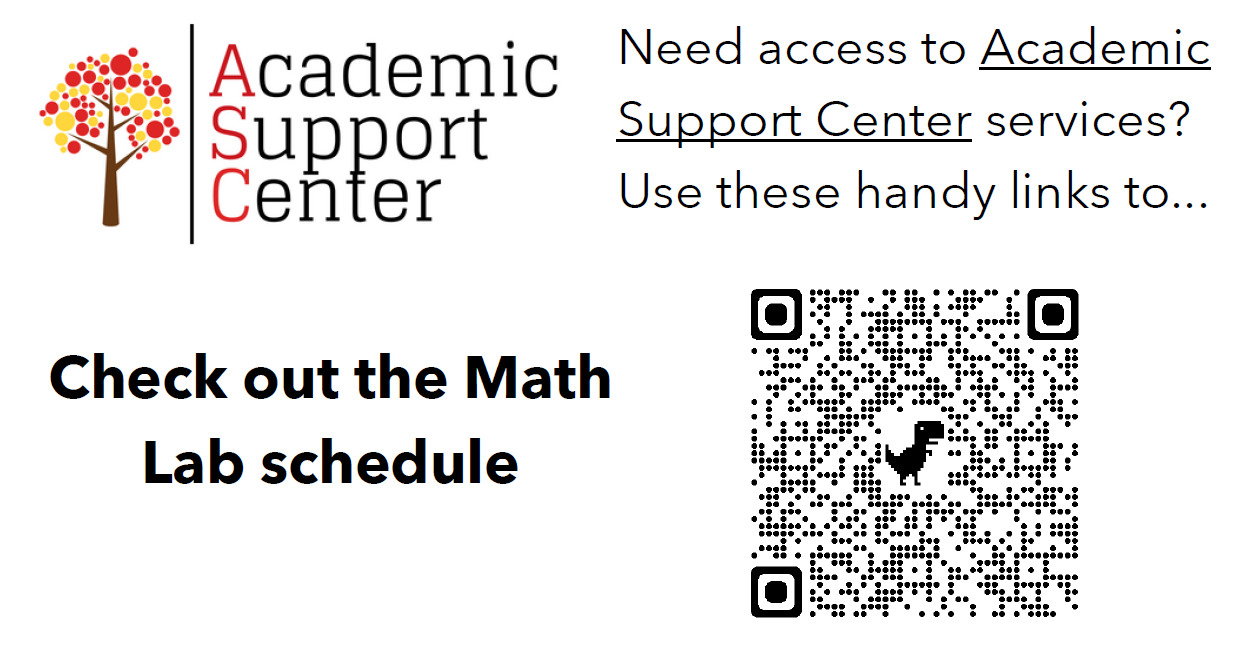 Academic
Support
Center
Need access to Academic
Support Center services?
Use these handy links to...
Check out the Math
Lab schedule